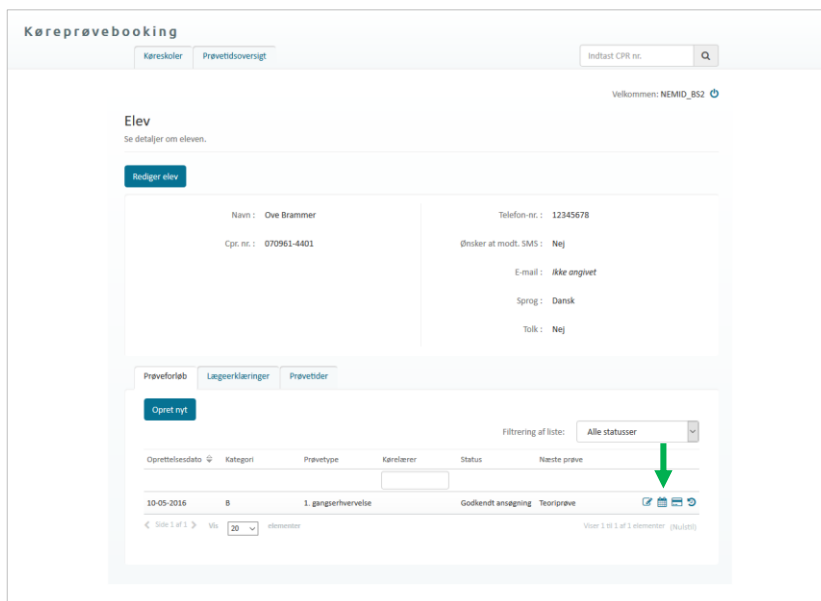 Køreprøvebooking
Køreskoler Prøvetidsoversigt Indtast CPR nr.
Velkommen: NEMID_BS2
Elev
Se detaljer om eleven.
Rediger elev
Navn : Ove Brammer Telefon-nr. : 12345678
Cpr. nr. : 070961-4401 Ønsker at modt. SMS : Nej
E-mail : Ikke angivet
Sprog : Dansk
Tolk : Nej
Prøveforløb Lægeerklæringer Prøvetider
Opret nyt
Filtrering af liste: Alle statusser
Oprettelsesdato Kategori Prøvetype Kørelærer Status Næste prøve
10-05-2016 B 1. gangserhvervelse Godkendt ansøgning Teoriprøve
Side 1 af 1 Vis 20 elementer Viser 1 til 1 af 1 elementer (Nulstil)